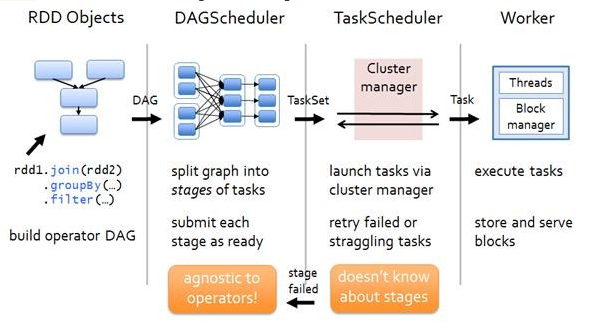 RDD Objects
DAGScheduler
TaskScheduler
Worker
DAG
TaskSet
Cluster
manager
Task
Threads
Block
manager
rdd1.join(rdd2)
.groupBy(…)
.filter(…)
build operator DAG
split graph into
stages of tasks
submit each
stage as ready
launch tasks via
cluster manager
retry failed or
straggling tasks
execute tasks
store and serve
blocks
agnostic to
operators!
stage
failed
doesn't know
about stages